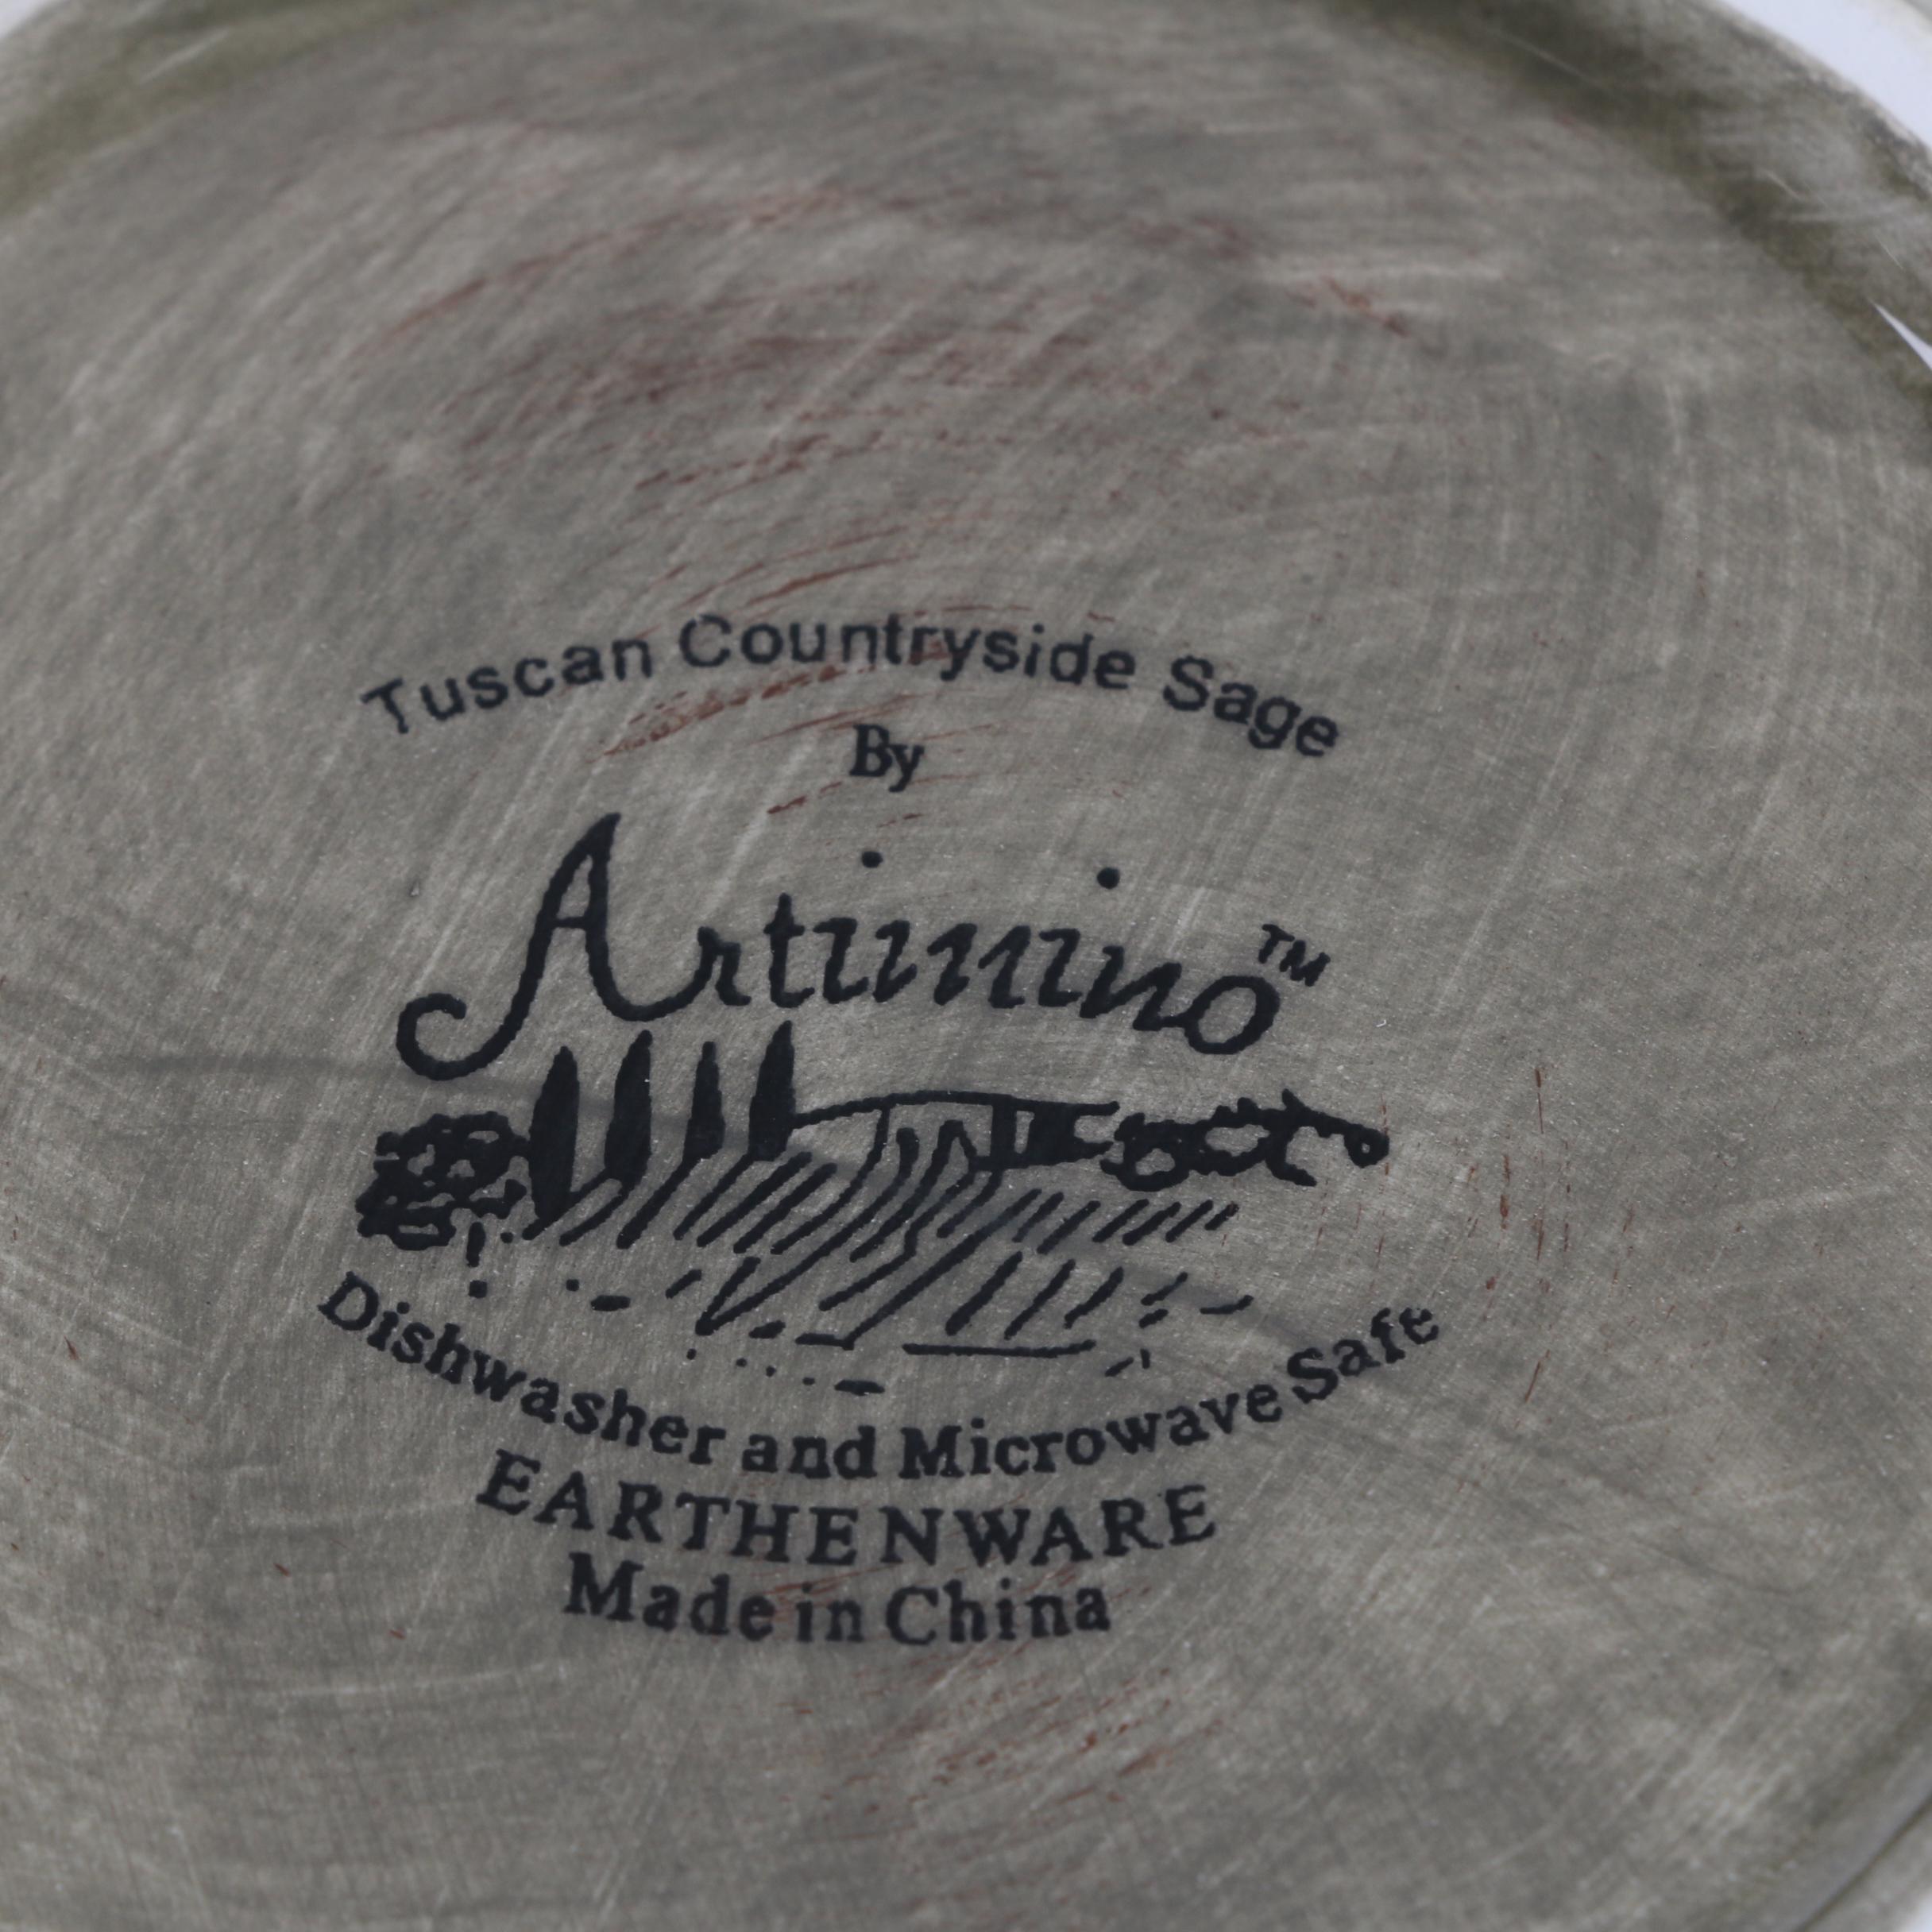 Tuscan Countryside Sage
By
Artimino™
Dishwasher and Microwave Safe
EARTHENWARE
Made in China